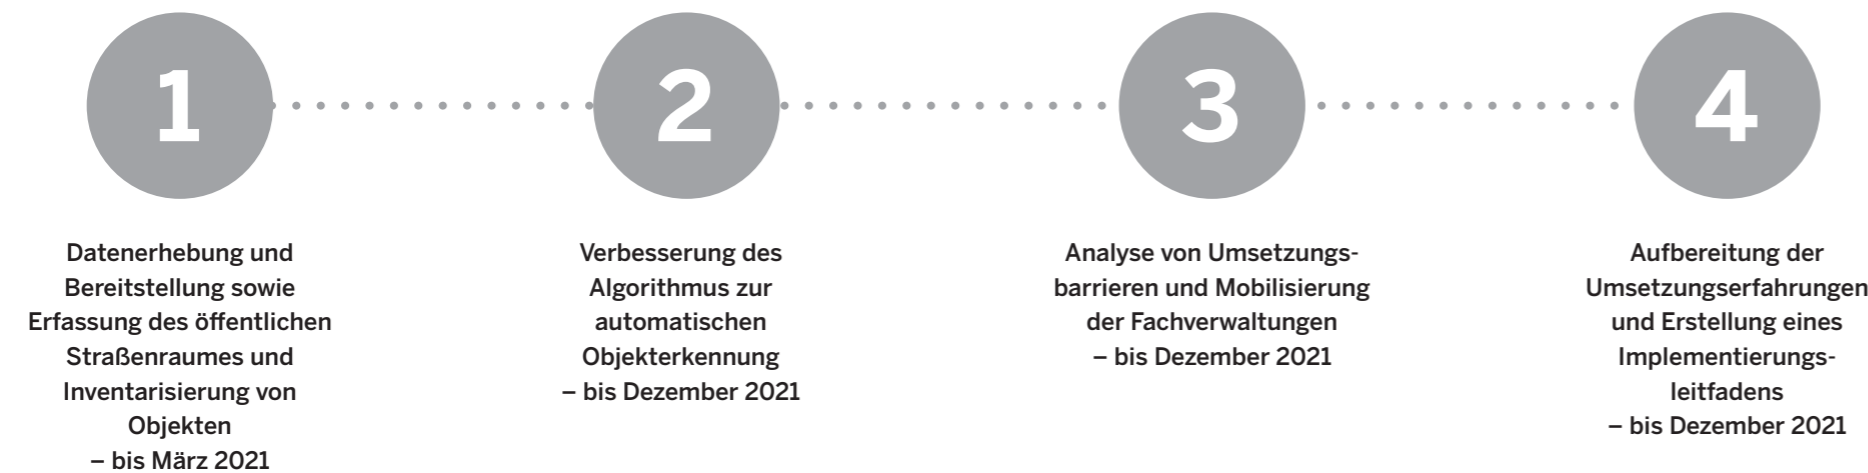 1
Datenerhebung und
Bereitstellung sowie
Erfassung des öffentlichen
Straßenraumes und
Inventarisierung von
Objekten
– bis März 2021
2
Verbesserung des
Algorithmus zur
automatischen
Objekterkennung
– bis Dezember 2021
3
Analyse von Umsetzungs-
barrieren und Mobilisierung
der Fachverwaltungen
– bis Dezember 2021
4
Aufbereitung der
Umsetzungserfahrungen
und Erstellung eines
Implementierungs-
leitfadens
– bis Dezember 2021